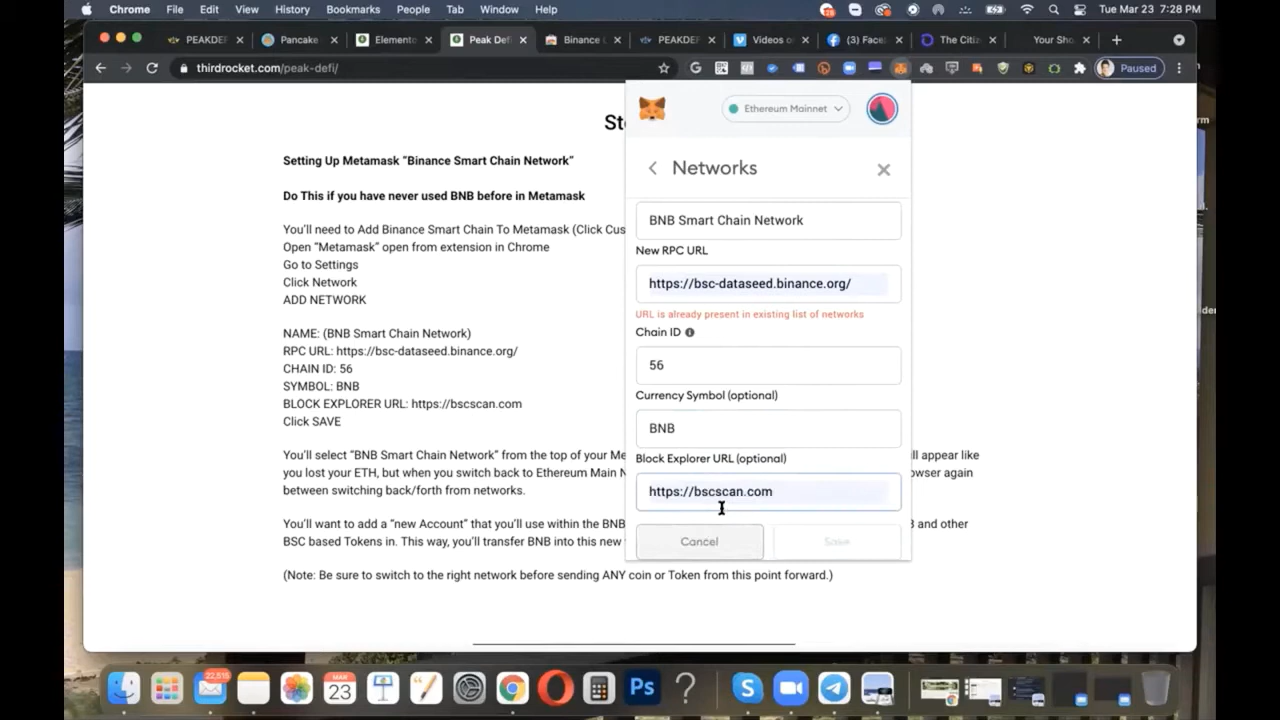 Chrome File Edit View History Bookmarks People Tab Window Help Tue Mar 23 7:28 PM
PEAKDEF Pancake Elemento Peak Defi Binance PEAKDEF Videos o (3) Face The Citiz Your Sho
thirdrocket.com/peak-defi/ Paused
Ethereum Mainnet
Setting Up Metamask "Binance Smart Chain Network"
Do This if you have never used BNB before in Metamask
You'll need to Add Binance Smart Chain To Metamask (Click Cus
Open "Metamask" open from extension in Chrome
Go to Settings
Click Network
ADD NETWORK
NAME: (BNB Smart Chain Network)
RPC URL: https://bsc-dataseed.binance.org/
CHAIN ID: 56
SYMBOL: BNB
BLOCK EXPLORER URL: https://bscscan.com
Click SAVE
You'll select "BNB Smart Chain Network" from the top of your Me ll appear like
you lost your ETH, but when you switch back to Ethereum Main N owser again
between switching back/forth from networks.
You'll want to add a "new Account" that you'll use within the BNB and other
BSC based Tokens in. This way, you'll transfer BNB into this new
(Note: Be sure to switch to the right network before sending ANY coin or Token from this point forward.)
Networks
BNB Smart Chain Network
New RPC URL
https://bsc-dataseed.binance.org/
URL is already present in existing list of networks
Chain ID
56
Currency Symbol (optional)
BNB
Block Explorer URL (optional)
https://bscscan.com
Cancel Save
MAR
23
Ps